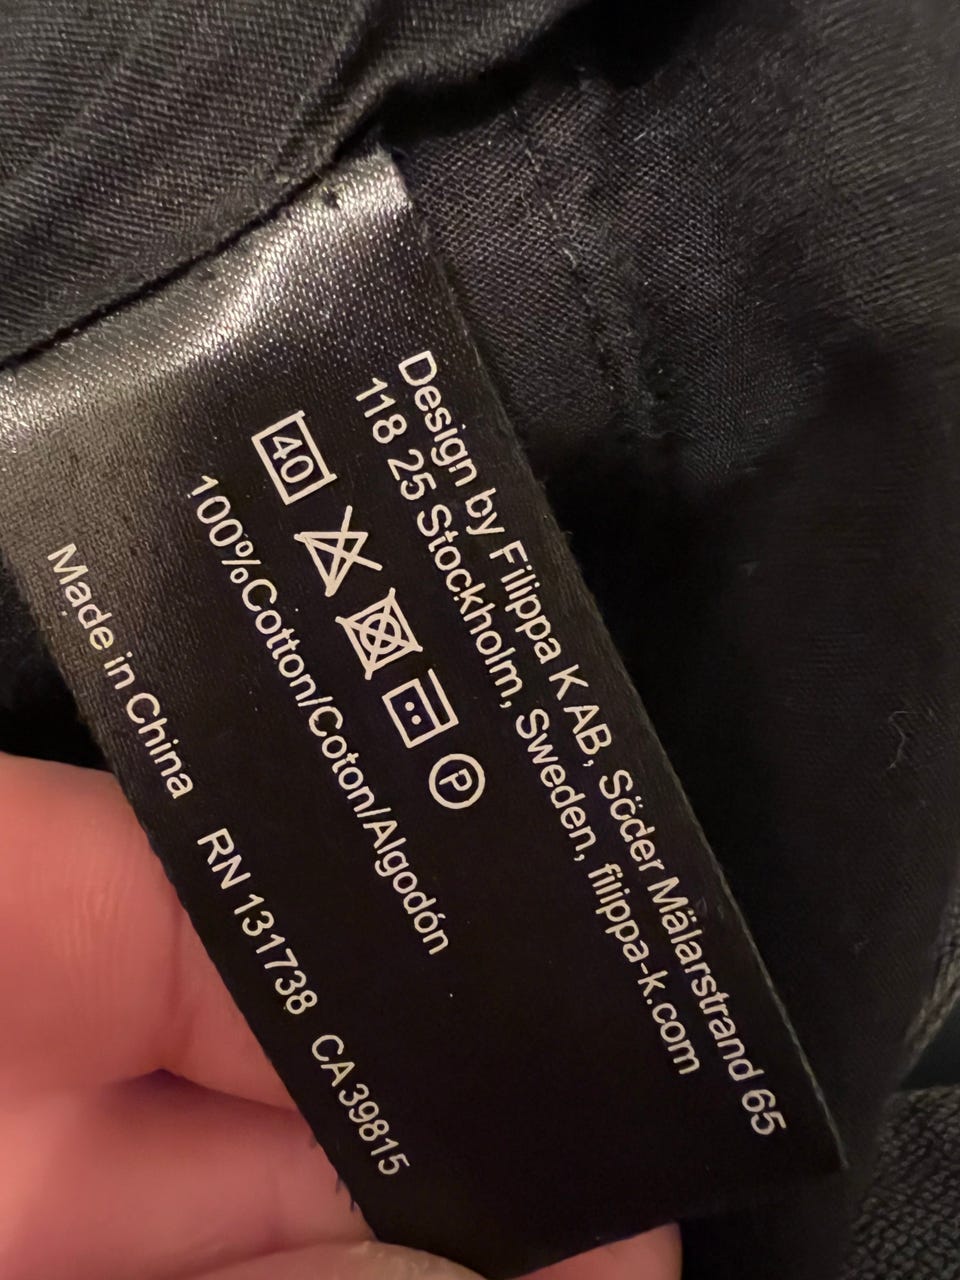 Design by Filippa K AB, Söder Mälarstrand 65
118 25 Stockholm, Sweden, filippa-k.com
40
P
100%Cotton/Coton/Algodón
Made in China RN 131738 CA 39815